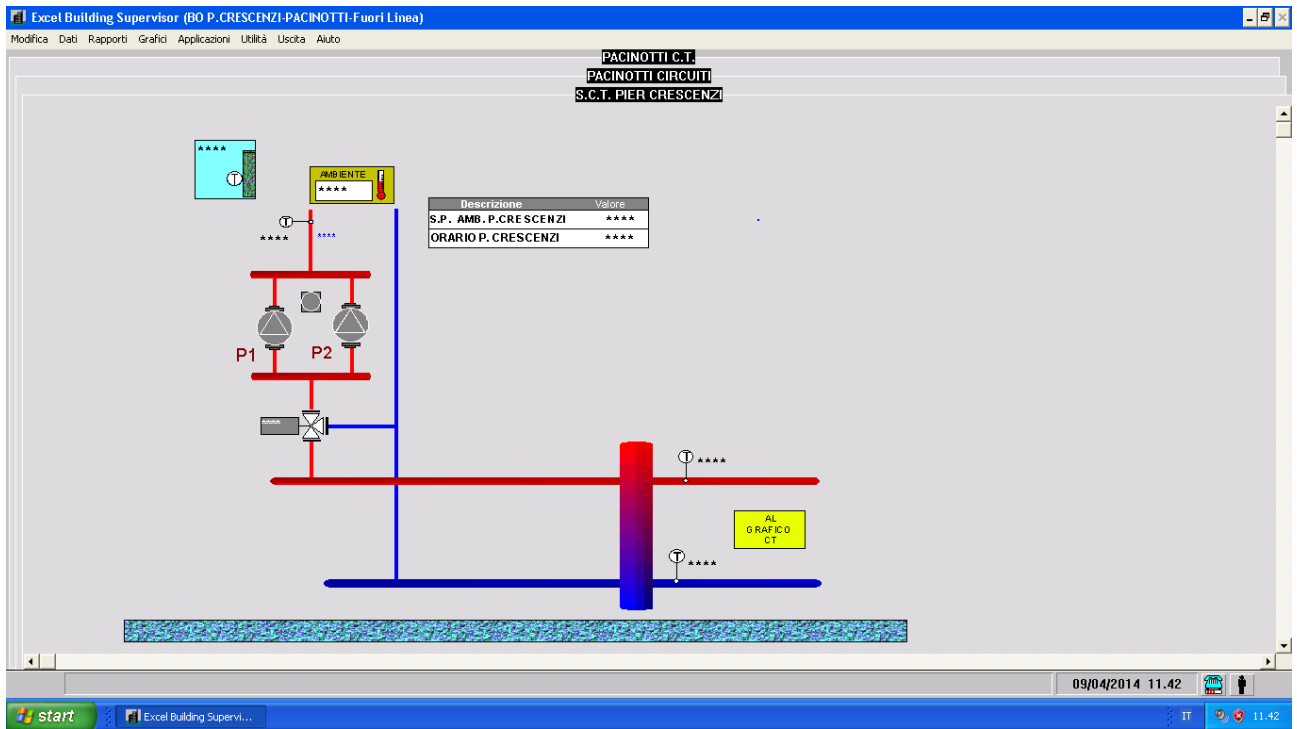 Excel Building Supervisor (BO P.CRESCENZI-PACINOTTI-Fuori Linea)
Modifica Dati Rapporti Grafici Applicazioni Utilità Uscita Aiuto
PACINOTTI C.T.
PACINOTTI CIRCUITI
S.C.T. PIER CRESCENZI
****
T
AMBIENTE
****
Descrizione Valore
S.P. AMB. P.CRESCENZI ****
ORARIO P. CRESCENZI ****
T
**** ****
P1 P2
****
T ****
AL
GRAFICO
CT
T ****
09/04/2014 11.42
start Excel Building Supervi... IT 11.42